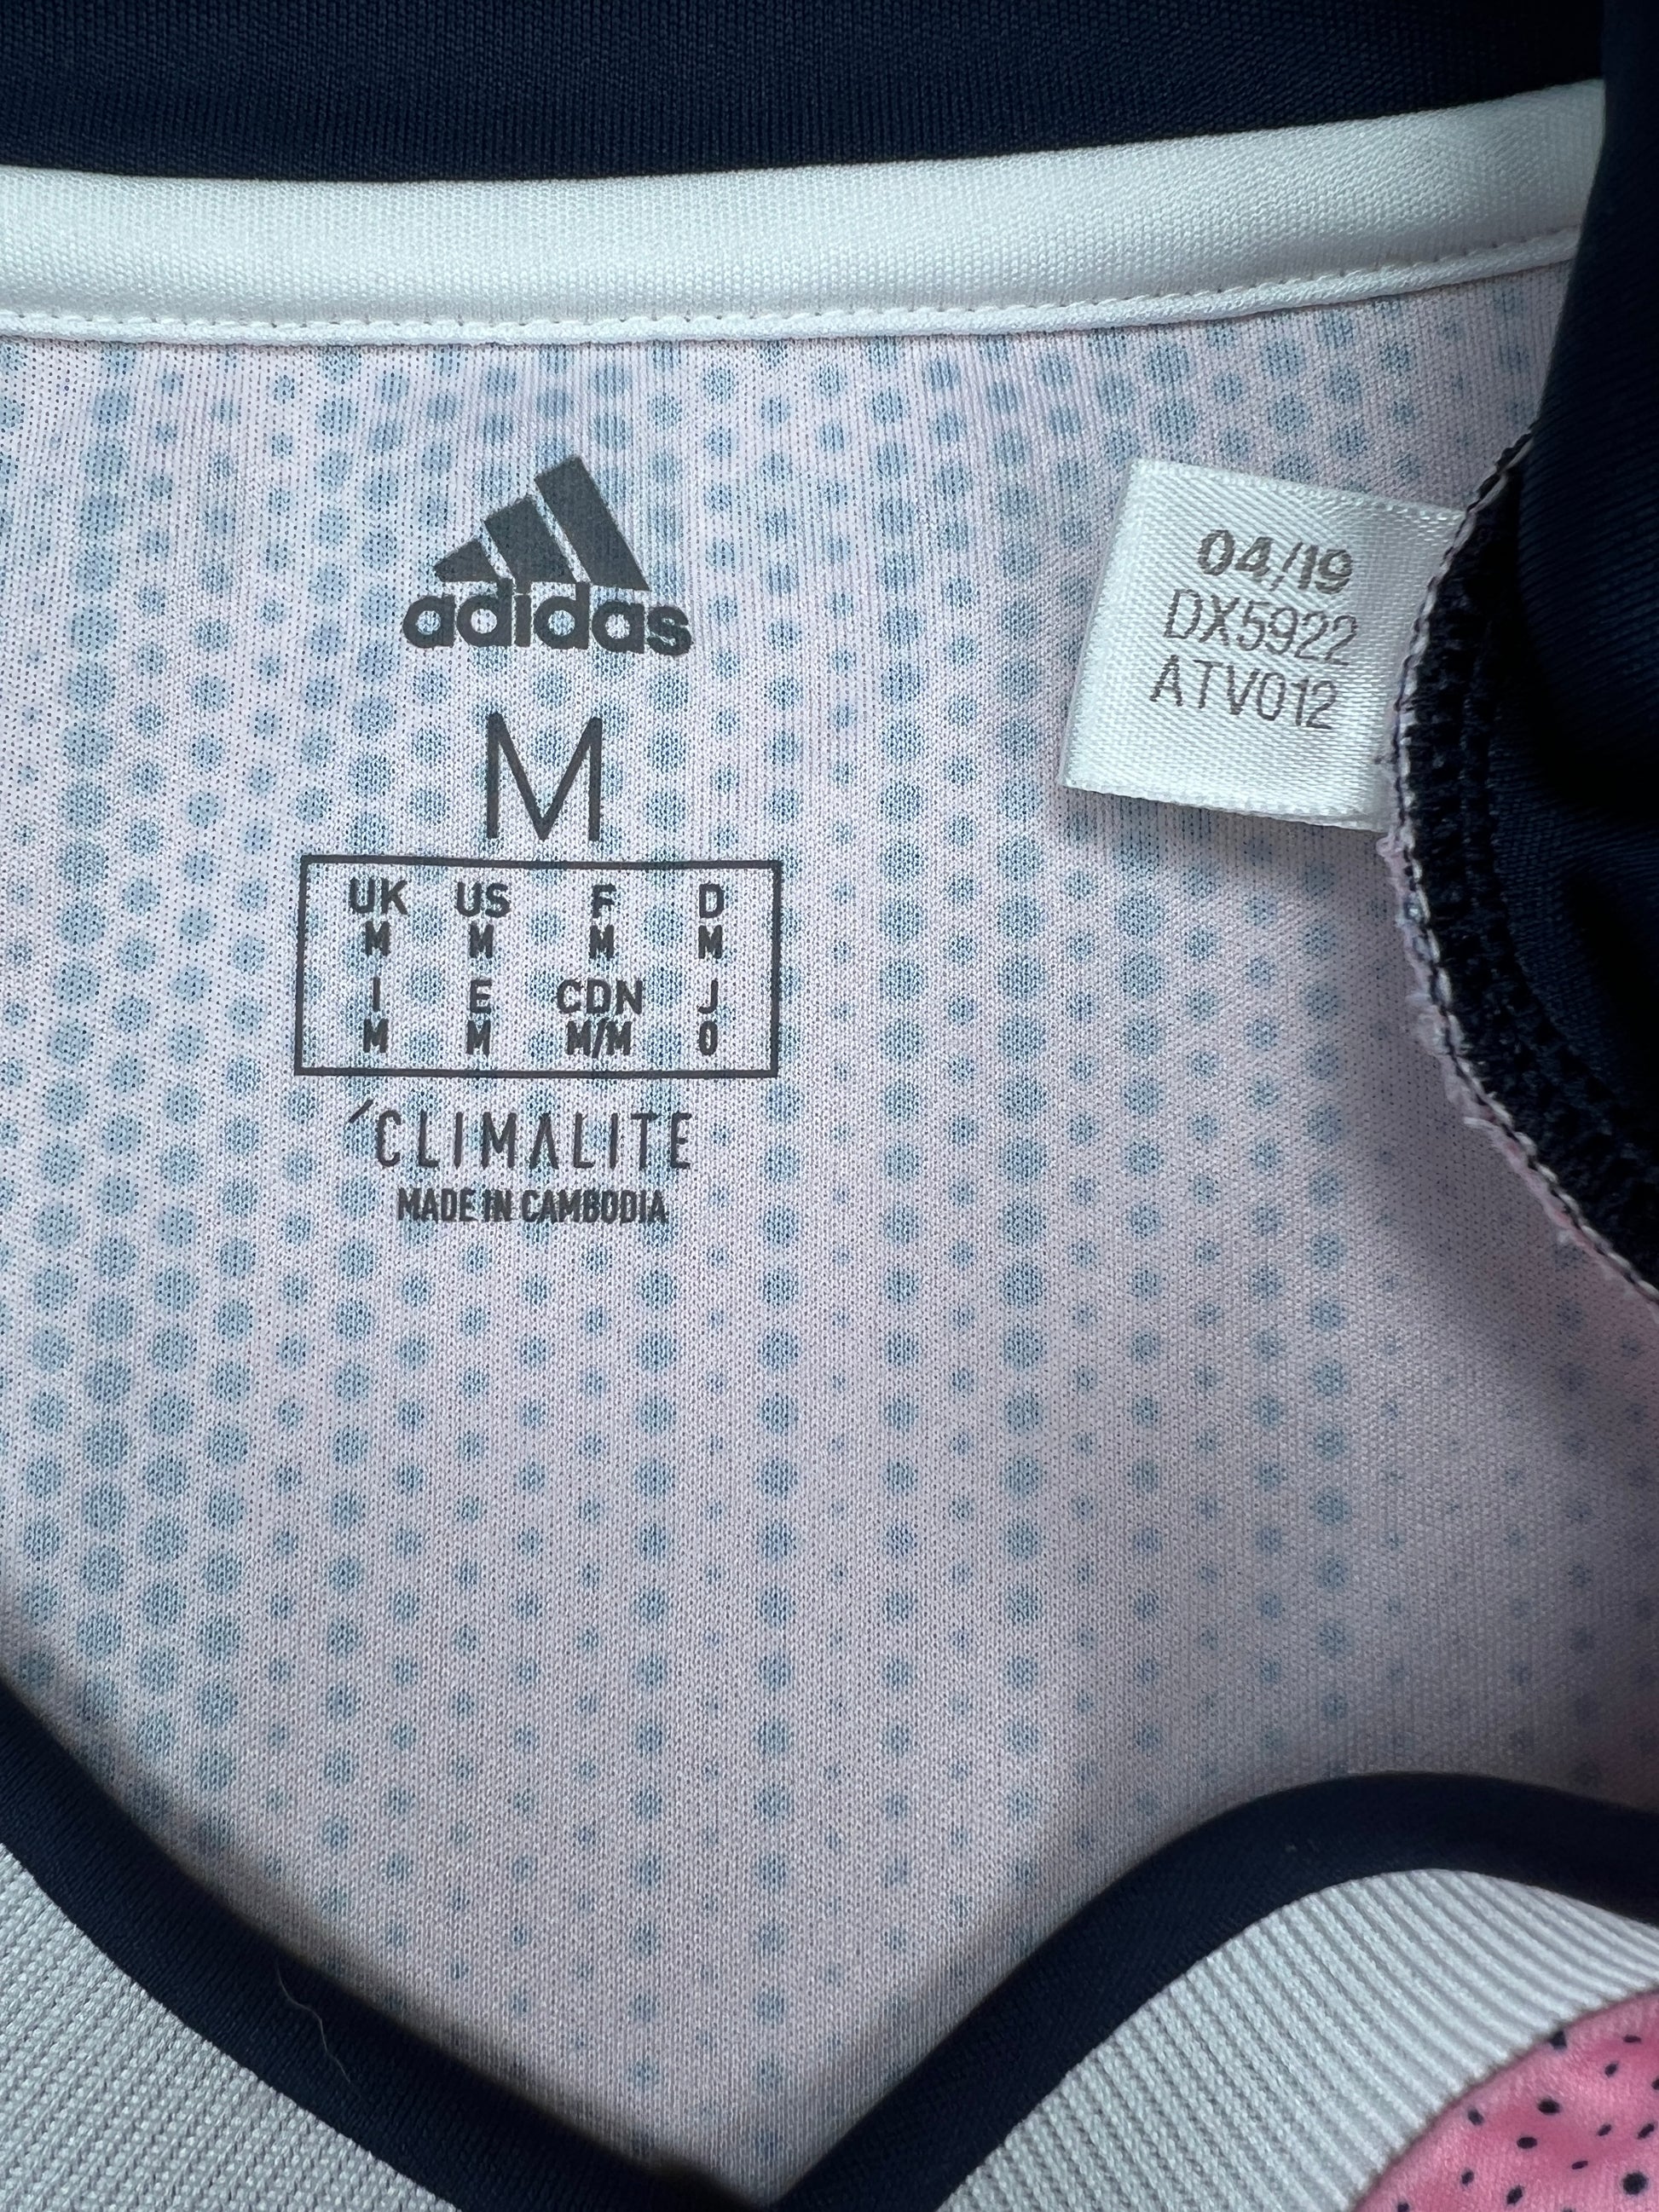 adidas
M
UK US F D
M M M M
I E CDN J
M M M/M O
´CLIMALITE
MADE IN CAMBODIA
04/19
DX5922
ATV012